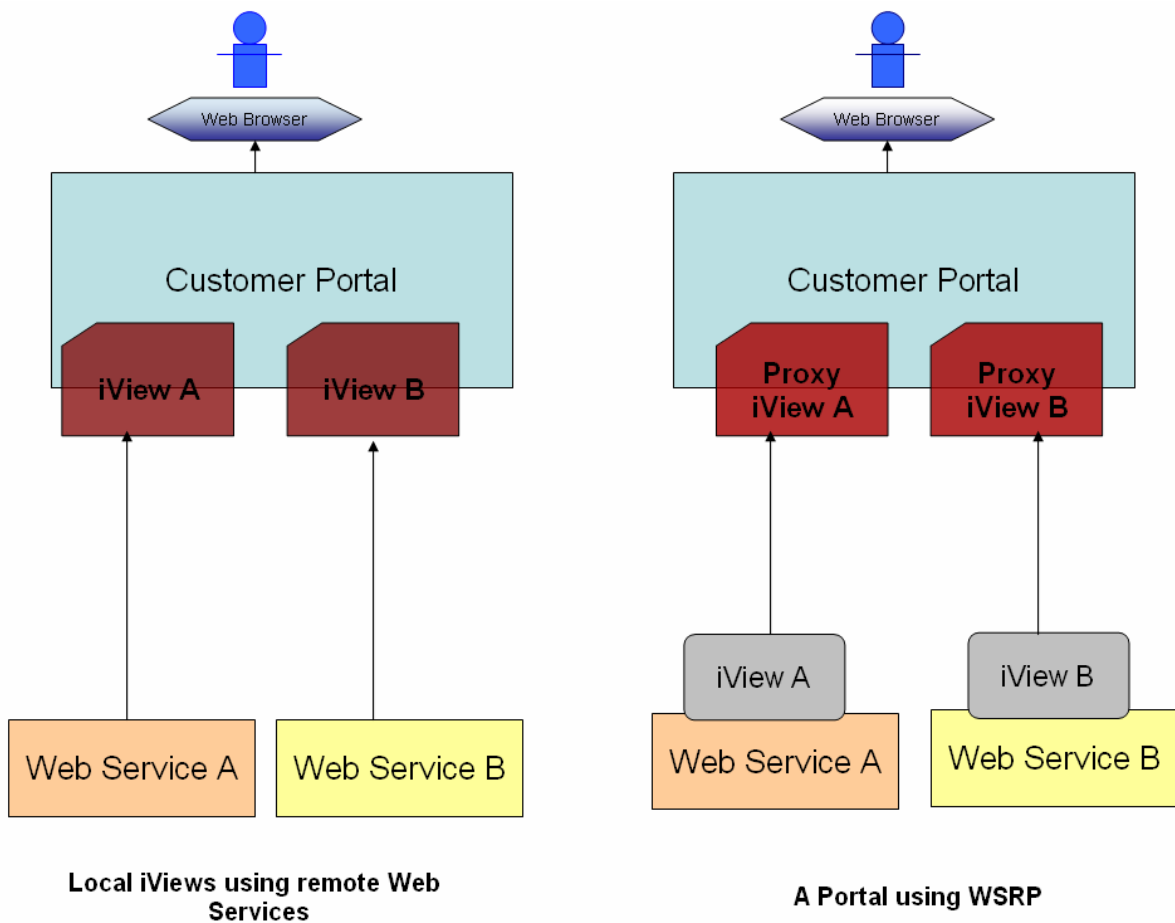 Web Browser
Customer Portal
iView A
iView B
Web Service A
Web Service B
Local iViews using remote Web
Services
Web Browser
Customer Portal
Proxy
iView A
Proxy
iView B
iView A
iView B
Web Service A
Web Service B
A Portal using WSRP